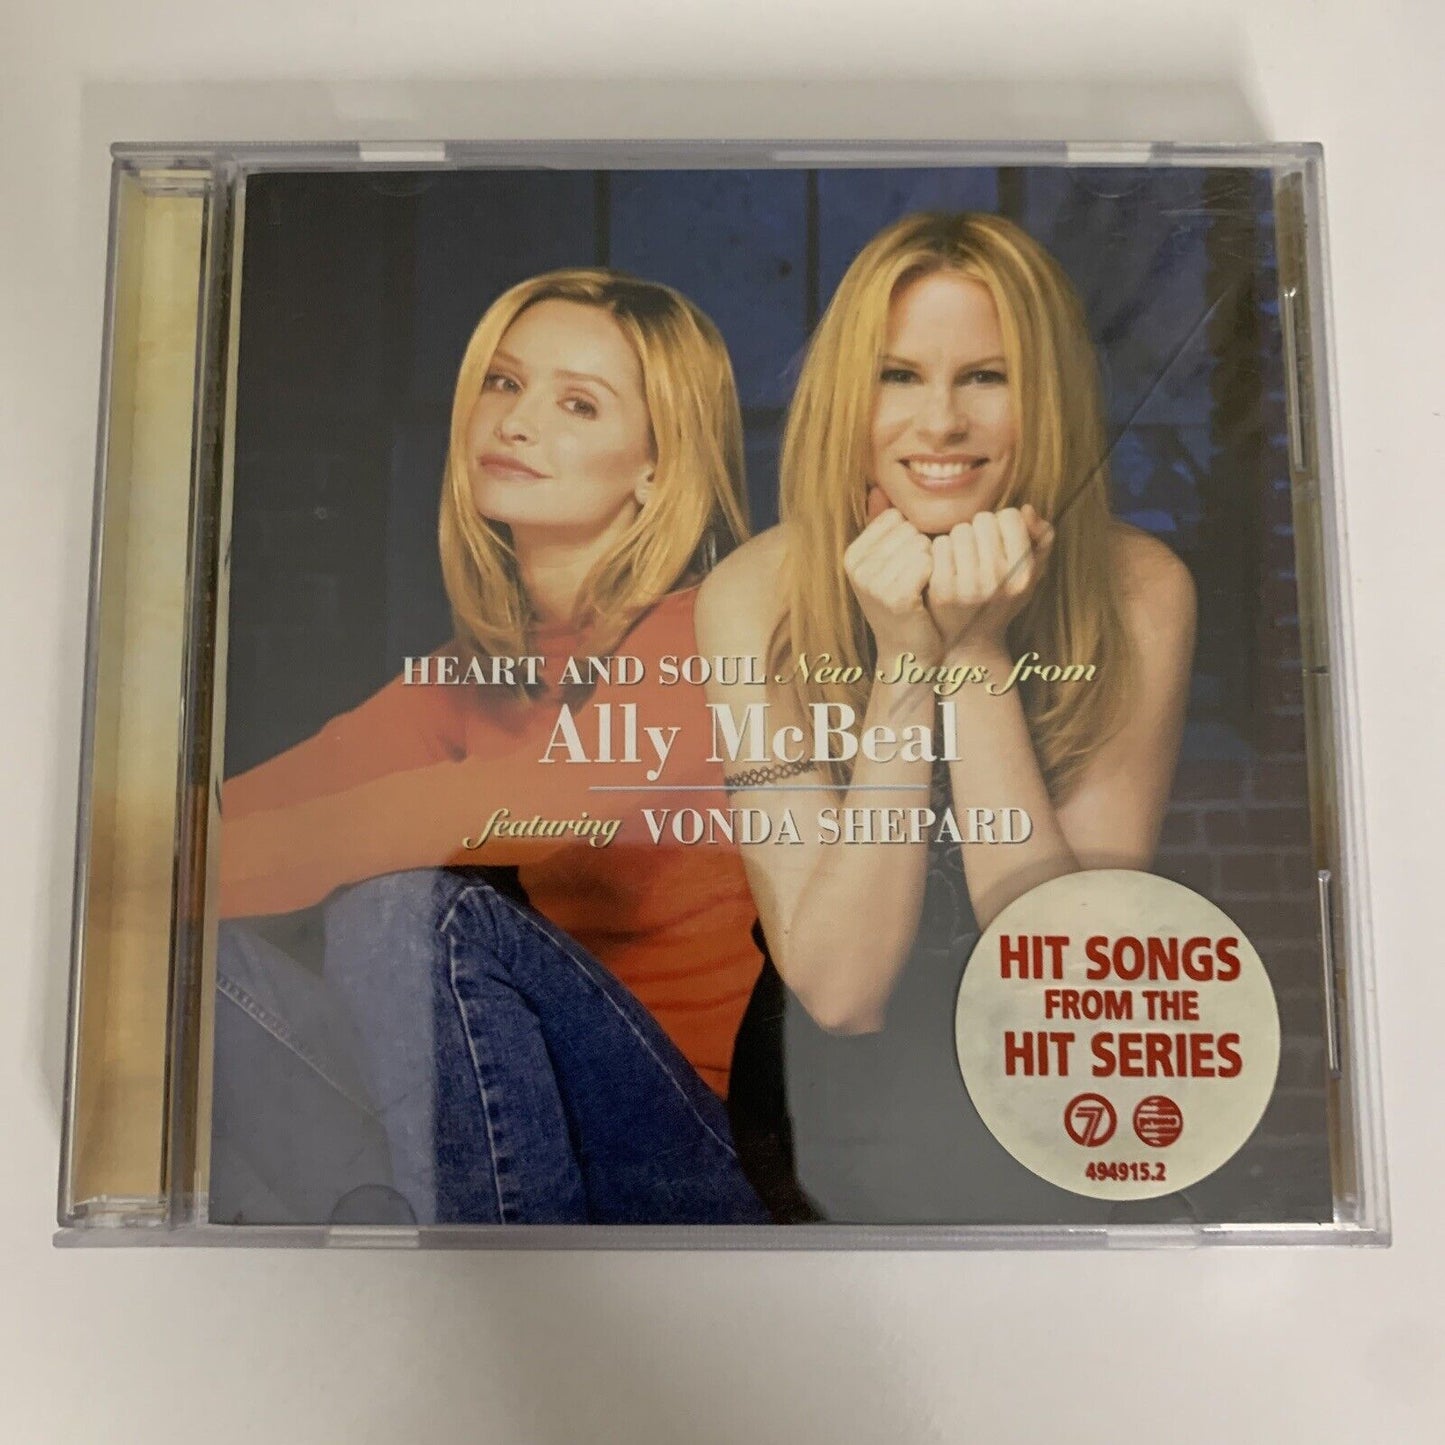 HEART AND SOUL New Songs from
Ally McBeal
featuring VONDA SHEPARD
HIT SONGS
FROM THE
HIT SERIES
7
494915.2